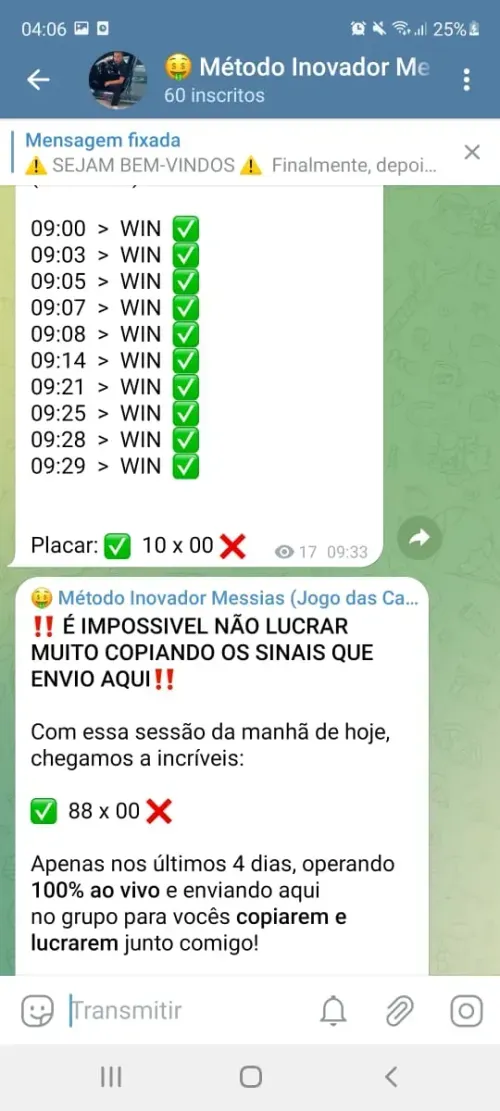 04:06 25%
🤑 Método Inovador Me
60 inscritos
Mensagem fixada
⚠️ SEJAM BEM-VINDOS ⚠️ Finalmente, depoi...
09:00 > WIN ✅
09:03 > WIN ✅
09:05 > WIN ✅
09:07 > WIN ✅
09:08 > WIN ✅
09:14 > WIN ✅
09:21 > WIN ✅
09:25 > WIN ✅
09:28 > WIN ✅
09:29 > WIN ✅
Placar: ✅ 10 x 00 ❌
17 09:33
🤑 Método Inovador Messias (Jogo das Ca...
‼️ É IMPOSSIVEL NÃO LUCRAR
MUITO COPIANDO OS SINAIS QUE
ENVIO AQUI‼️
Com essa sessão da manhã de hoje,
chegamos a incríveis:
✅ 88 x 00 ❌
Apenas nos últimos 4 dias, operando
100% ao vivo e enviando aqui
no grupo para vocês copiarem e
lucrarem junto comigo!
Transmitir